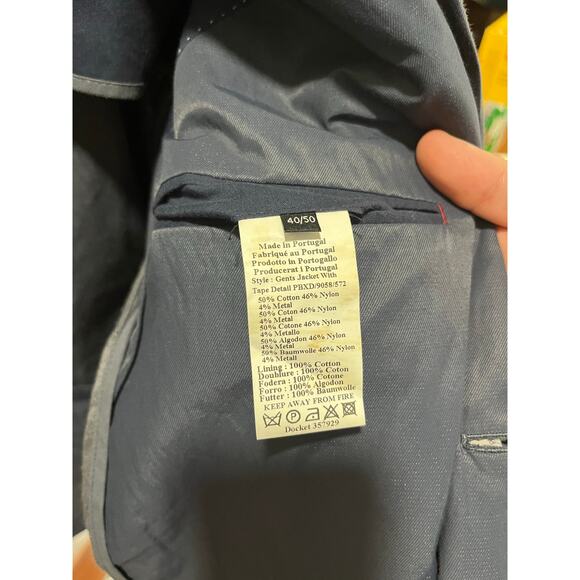 40/50
Made in Portugal
Fabriqué au Portugal
Prodotto in Portogallo
Producerat i Portugal
Style : Gents Jacket With
Tape Detail PBXD/9058/572
50% Cotton 46% Nylon
4% Metal
50% Coton 46% Nylon
4% Metal
50% Cotone 46% Nylon
4% Metallo
50% Algodon 46% Nylon
4% Metal
50% Baumwolle 46% Nylon
4% Metall
Lining : 100% Cotton
Doublure : 100% Coton
Fodera : 100% Cotone
Forro : 100% Algodon
Futter : 100% Baumwolle
KEEP AWAY FROM FIRE
P
Docket 357929